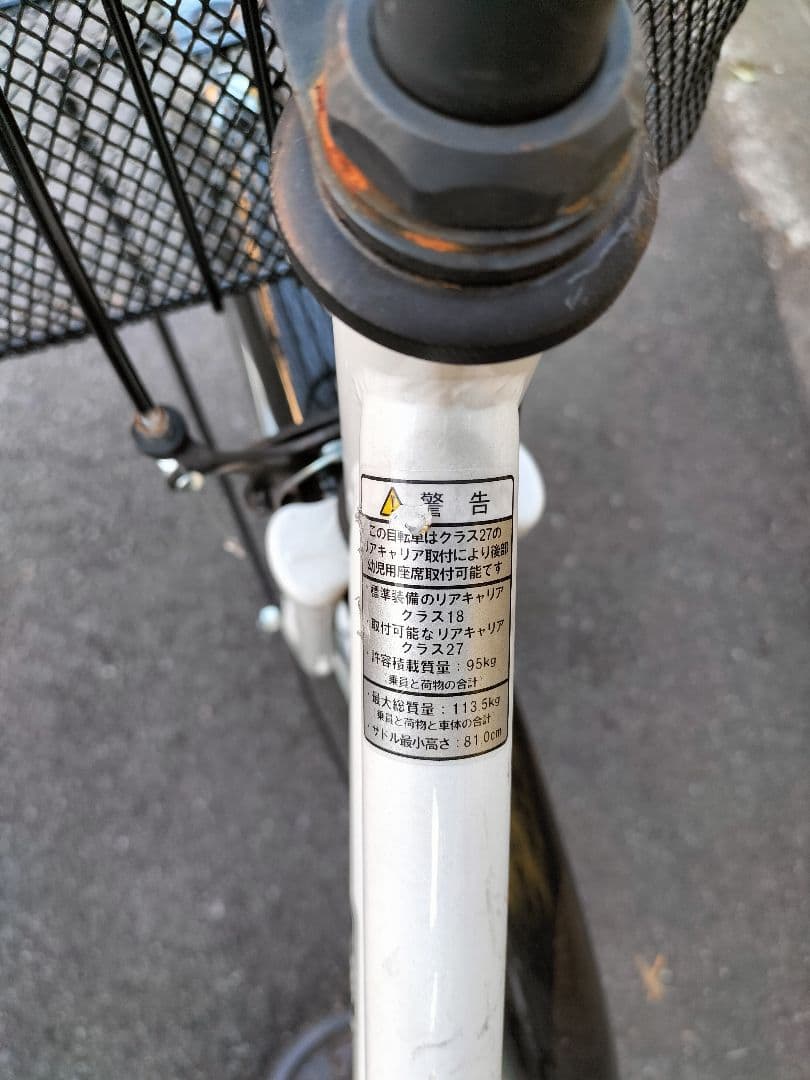 警告
この自転車はクラス27の
リアキャリア取付により後部
幼児用座席取付可能です
・標準装備のリアキャリア
クラス18
・取付可能なリアキャリア
クラス27
・許容積載質量：95kg
（乗員と荷物の合計）
・最大総質量：113.5kg
（乗員と荷物と車体の合計）
・サドル最小高さ：81.0cm